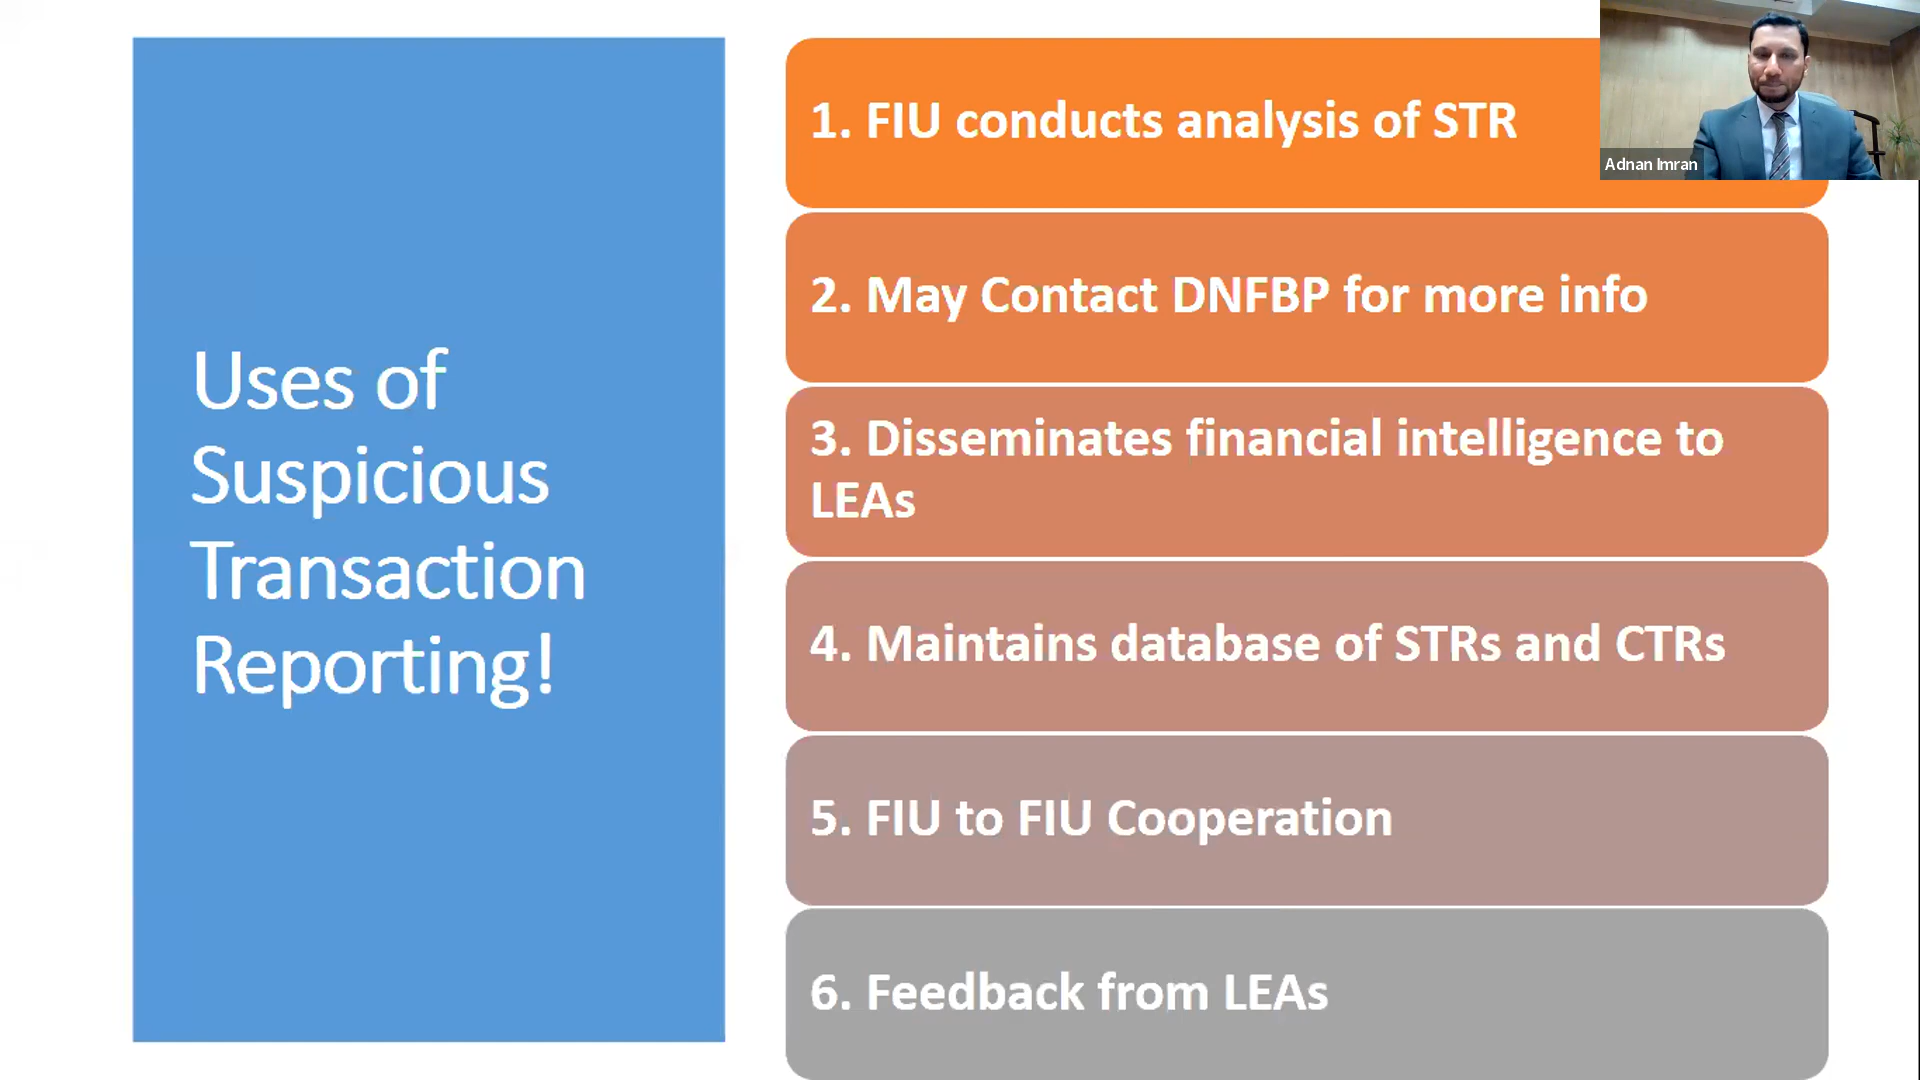 Uses of
Suspicious
Transaction
Reporting!
1. FIU conducts analysis of STR
2. May Contact DNFBP for more info
3. Disseminates financial intelligence to
LEAs
4. Maintains database of STRs and CTRs
5. FIU to FIU Cooperation
6. Feedback from LEAs
Adnan Imran